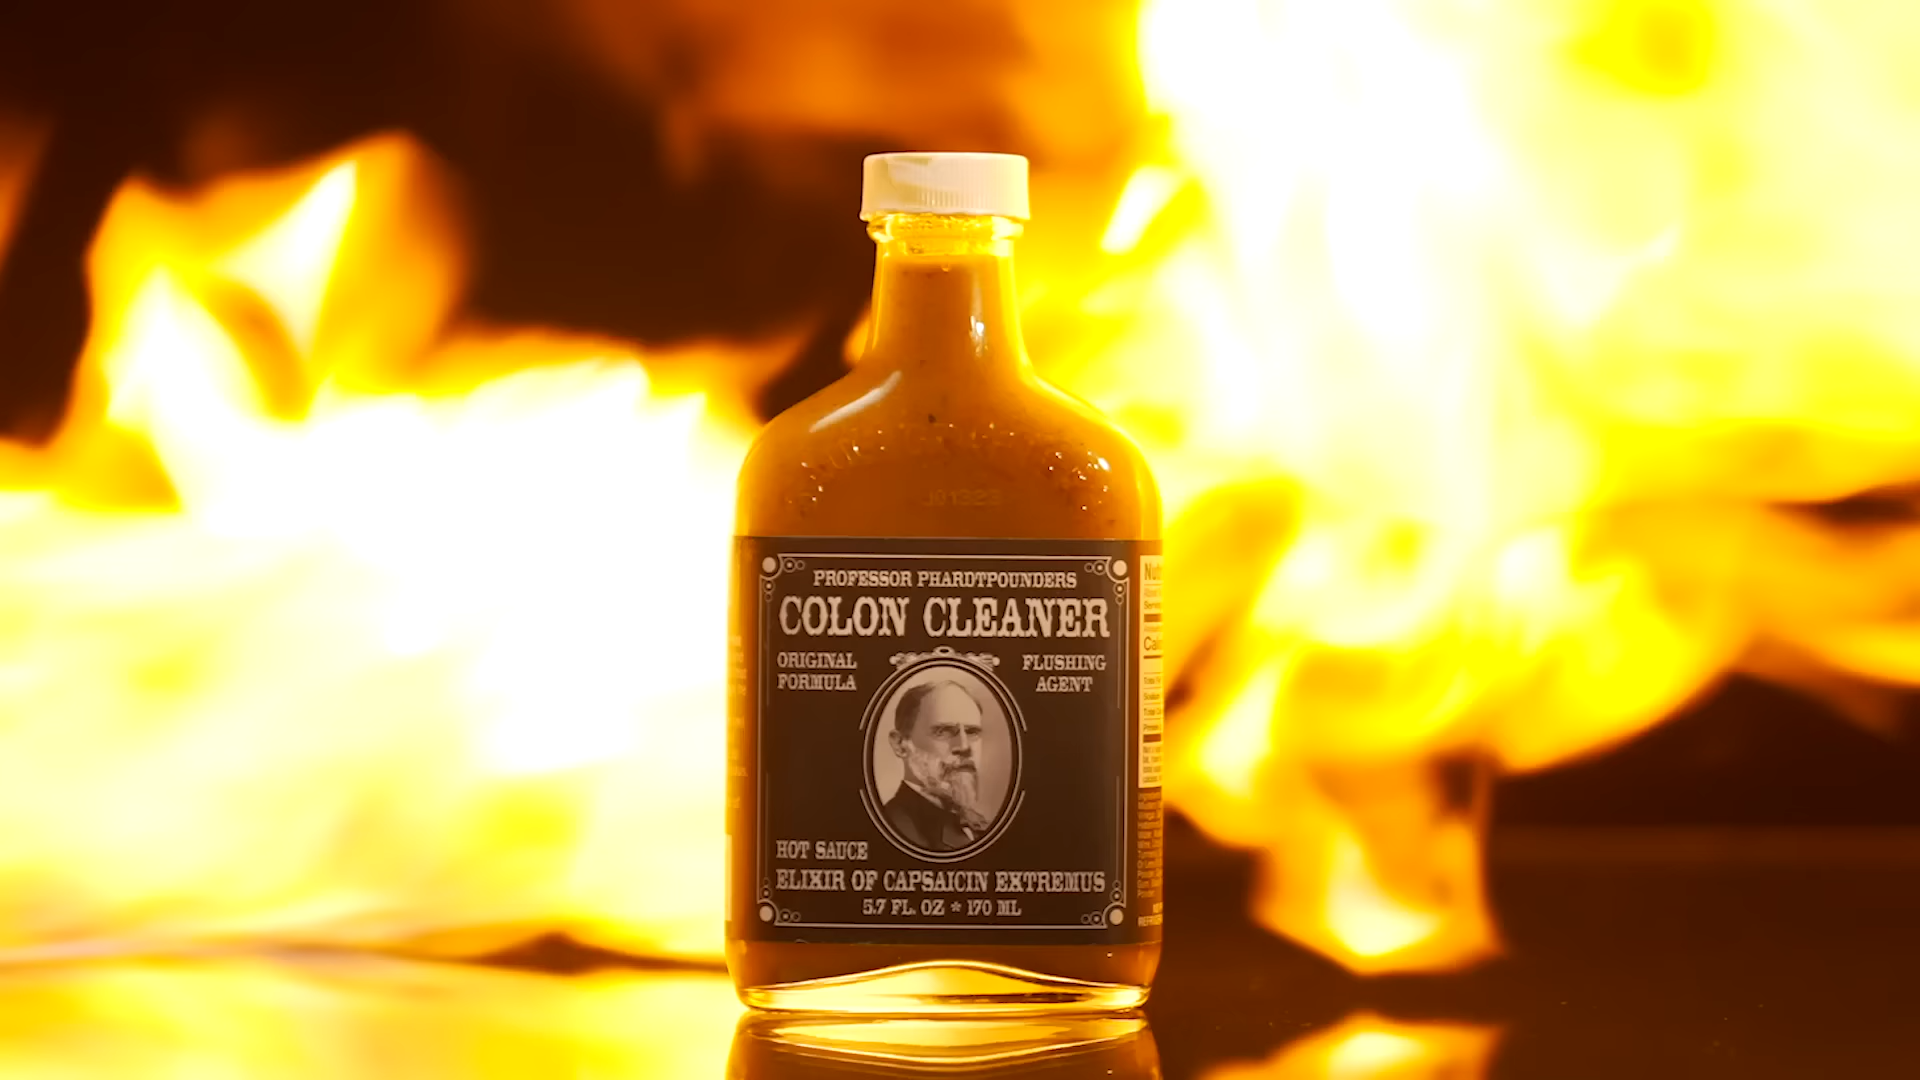 J01323
PROFESSOR PHARDTPOUNDERS
COLON CLEANER
ORIGINAL
FORMULA
FLUSHING
AGENT
HOT SAUCE
ELIXIR OF CAPSAICIN EXTREMUS
5.7 FL. OZ * 170 ML